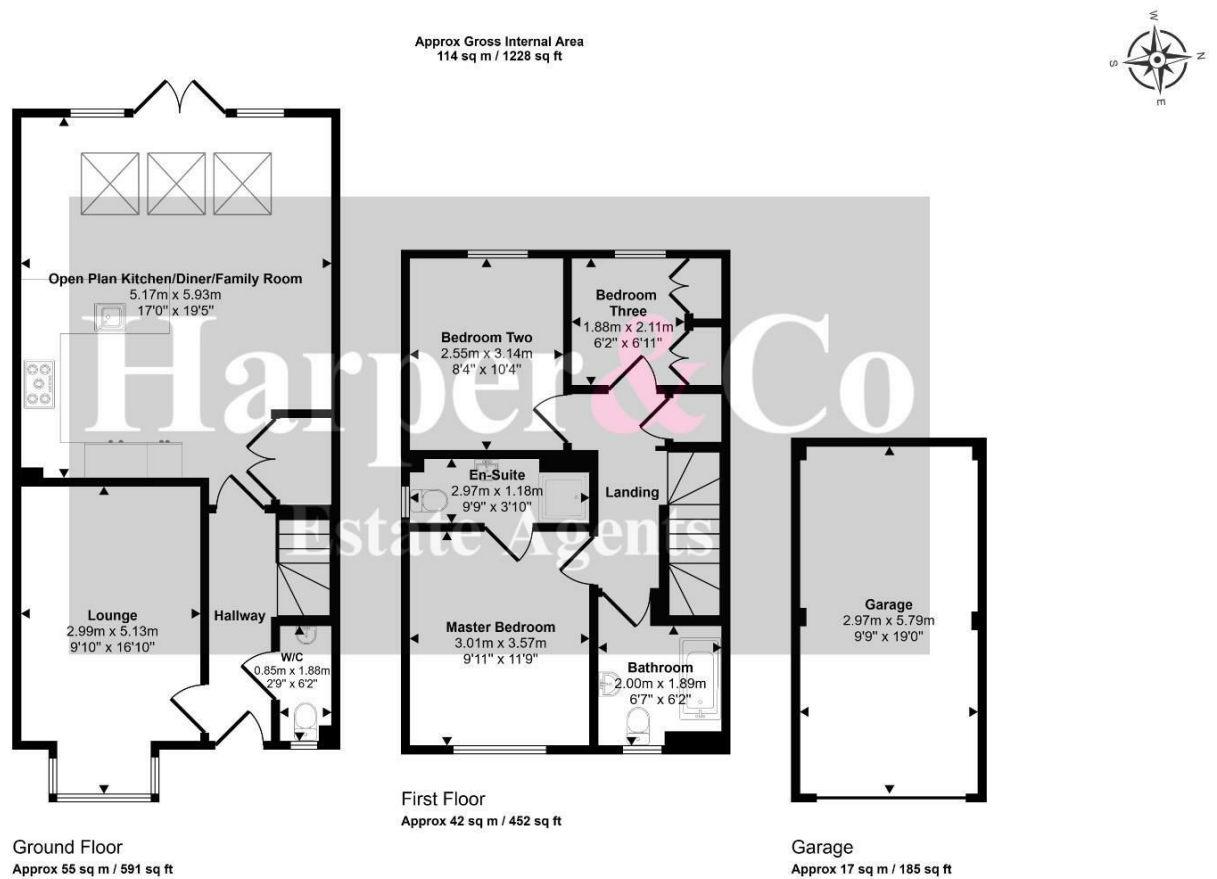 Approx Gross Internal Area
114 sq m / 1228 sq ft
W
N
S
E
Open Plan Kitchen/Diner/Family Room
5.17m x 5.93m
17'0" x 19'5"
Bedroom Two
2.55m x 3.14m
8'4" x 10'4"
Bedroom
Three
1.88m x 2.11m
6'2" x 6'11"
Harper&Co
Estate Agents
En-Suite
2.97m x 1.18m
9'9" x 3'10"
Landing
Lounge
2.99m x 5.13m
9'10" x 16'10"
Hallway
W/C
0.85m x 1.88m
2'9" x 6'2"
Master Bedroom
3.01m x 3.57m
9'11" x 11'9"
Bathroom
2.00m x 1.89m
6'7" x 6'2"
Garage
2.97m x 5.79m
9'9" x 19'0"
Ground Floor
Approx 55 sq m / 591 sq ft
First Floor
Approx 42 sq m / 452 sq ft
Garage
Approx 17 sq m / 185 sq ft